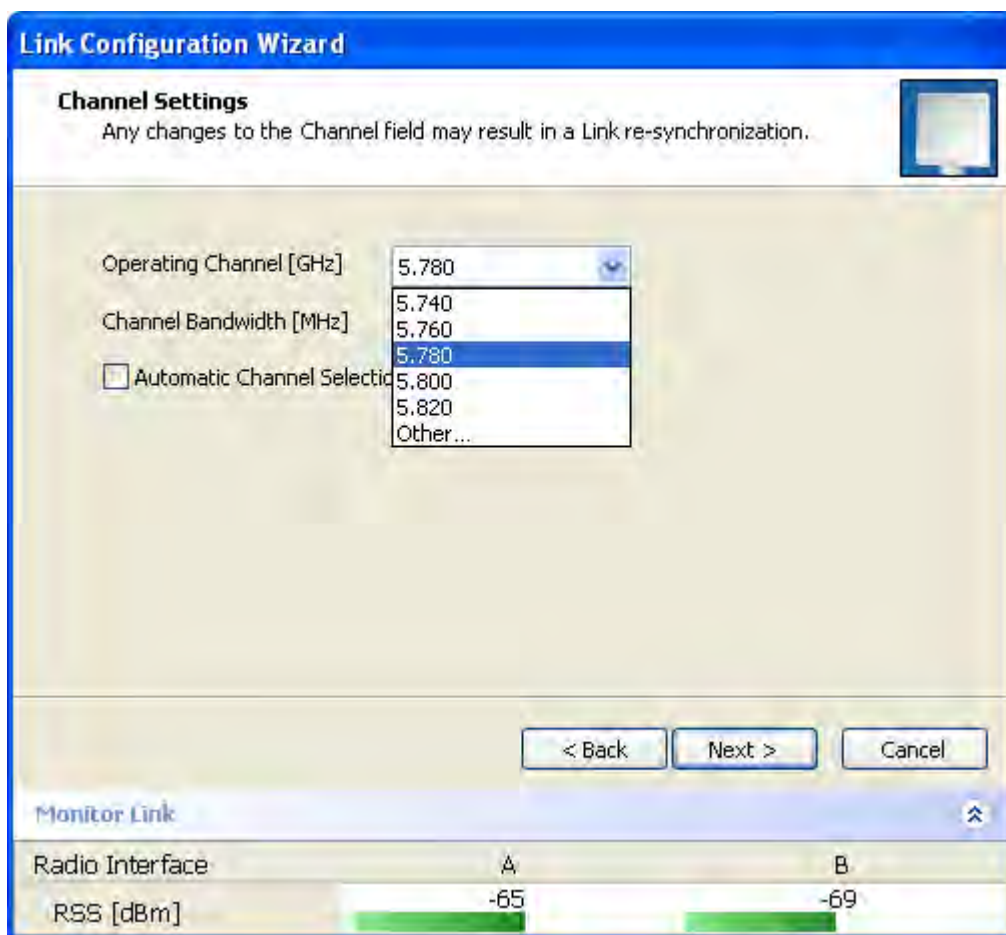 Link Configuration Wizard
Channel Settings
Any changes to the Channel field may result in a Link re-synchronization.
Operating Channel [GHz] 5.780
5.740
Channel Bandwidth [MHz] 5.760
5.780
Automatic Channel Selectio 5.800
5.820
Other...
< Back Next > Cancel
Monitor Link
Radio Interface A B
RSS [dBm] -65 -69